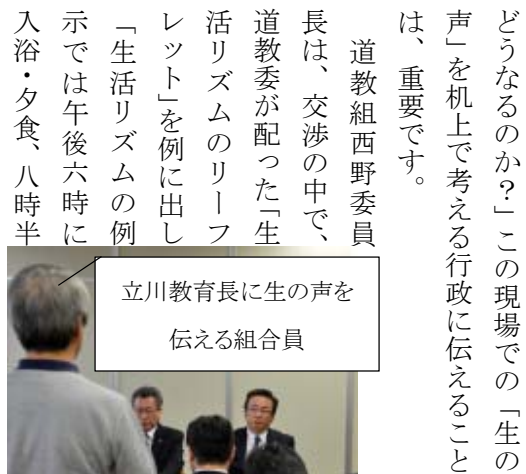 どうなるのか?」この現場での「生の
声」を机上で考える行政に伝えること
は、重要です。
道教組西野委員
長は、交渉の中で、
道教委が配った「生
活リズムのリーフ
レット」を例に出し
「生活リズムの例
示では午後六時に
入浴・夕食、八時半
立川教育長に生の声を
伝える組合員